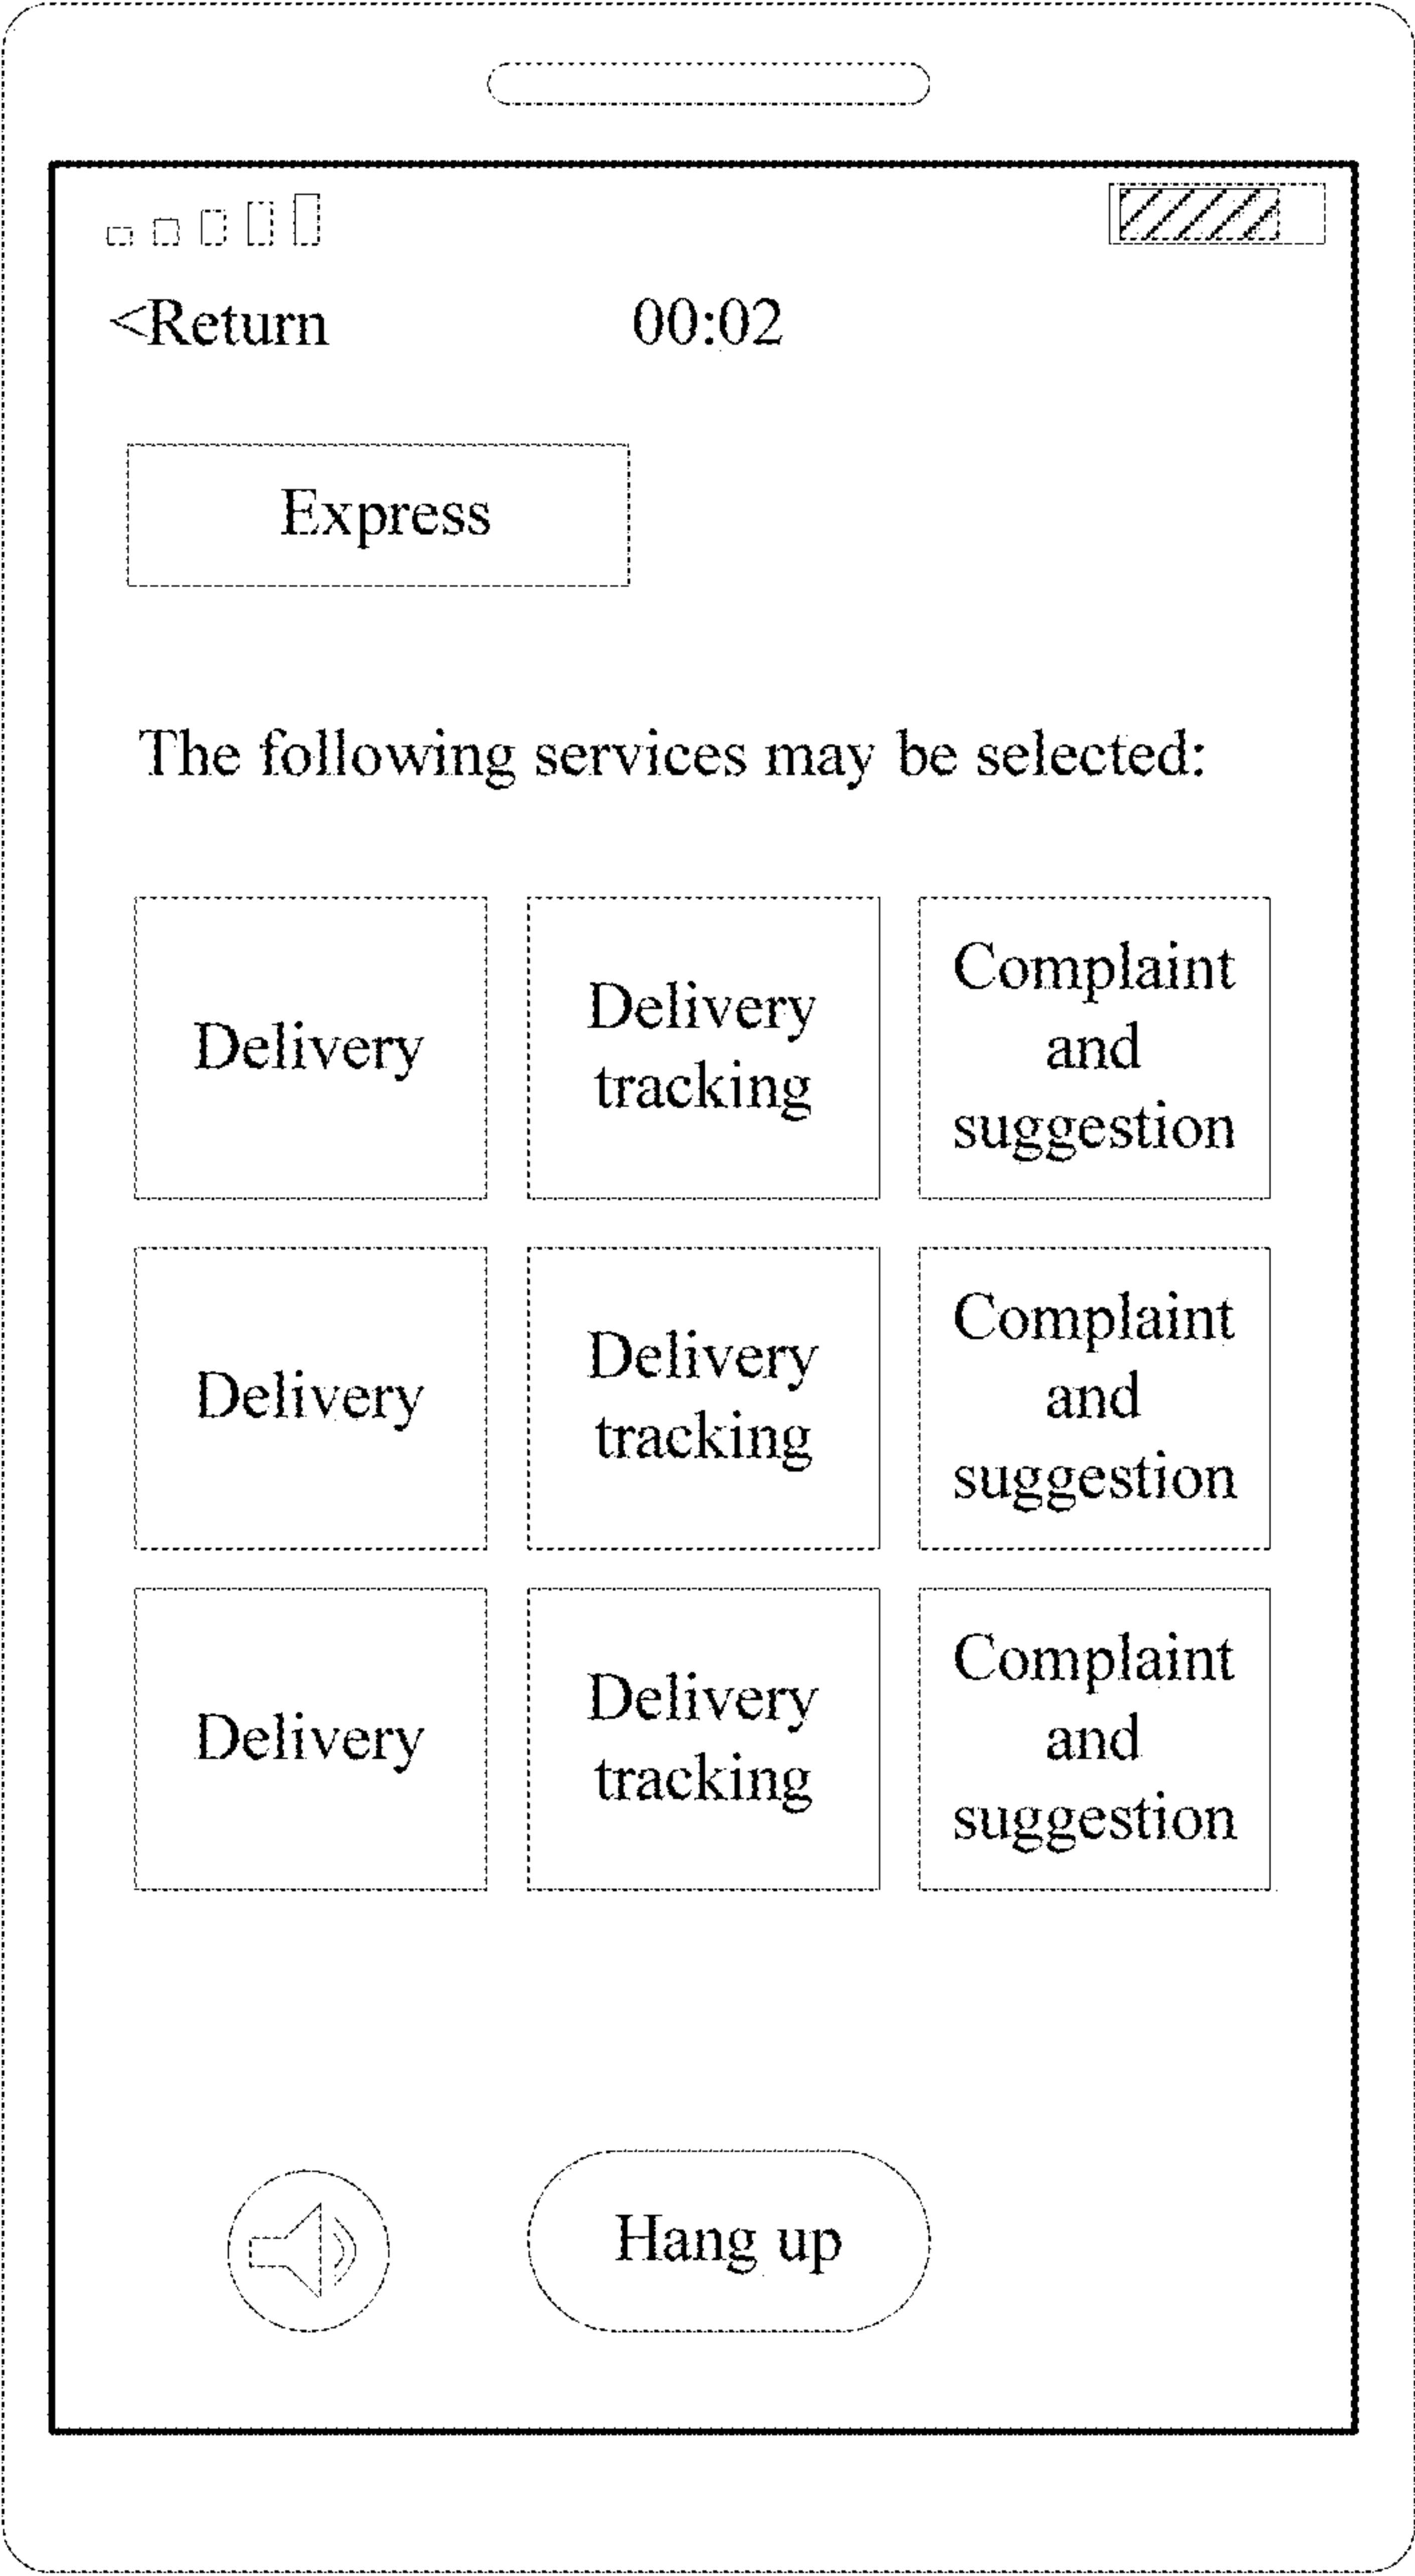 <Return 00:02
Express
The following services may be selected:
Delivery
Delivery
tracking
Complaint
and
suggestion
Delivery
Delivery
tracking
Complaint
and
suggestion
Delivery
Delivery
tracking
Complaint
and
suggestion
Hang up